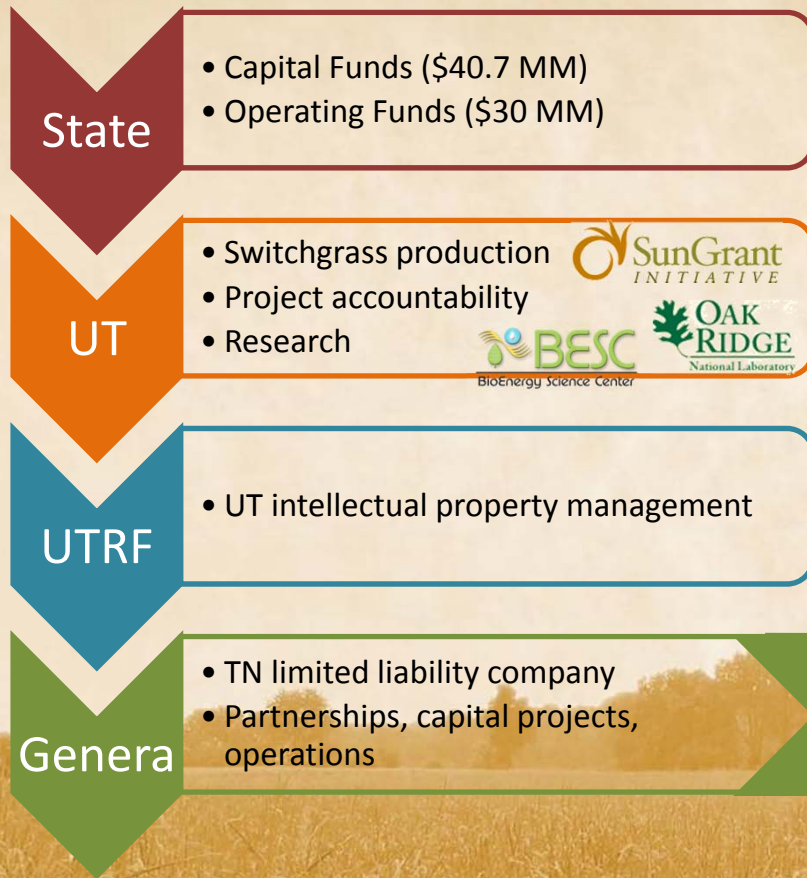 State
• Capital Funds ($40.7 MM)
• Operating Funds ($30 MM)
UT
• Switchgrass production
• Project accountability
• Research
SunGrant
INITIATIVE
OAK
RIDGE
National Laboratory
BESC
BioEnergy Science Center
UTRF
• UT intellectual property management
Genera
• TN limited liability company
• Partnerships, capital projects,
operations